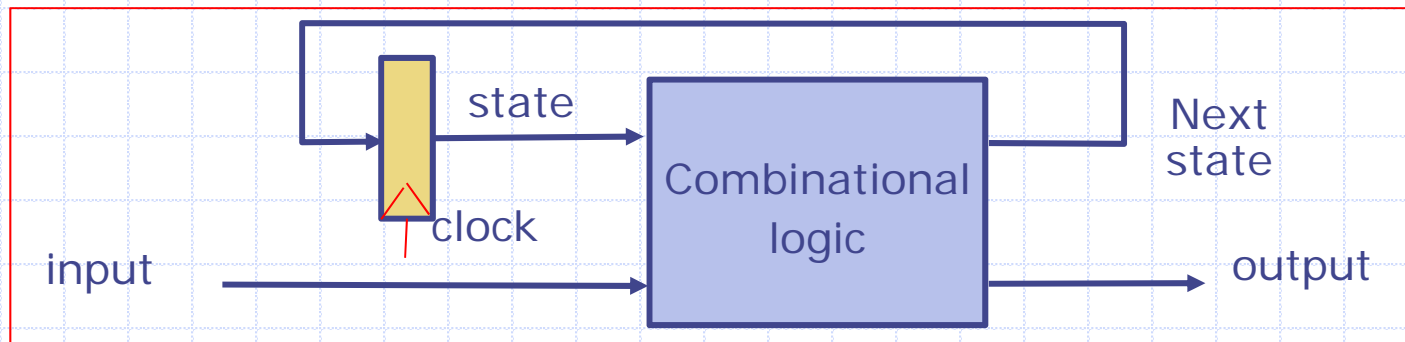 state
Next
state
Combinational
logic
clock
input
output